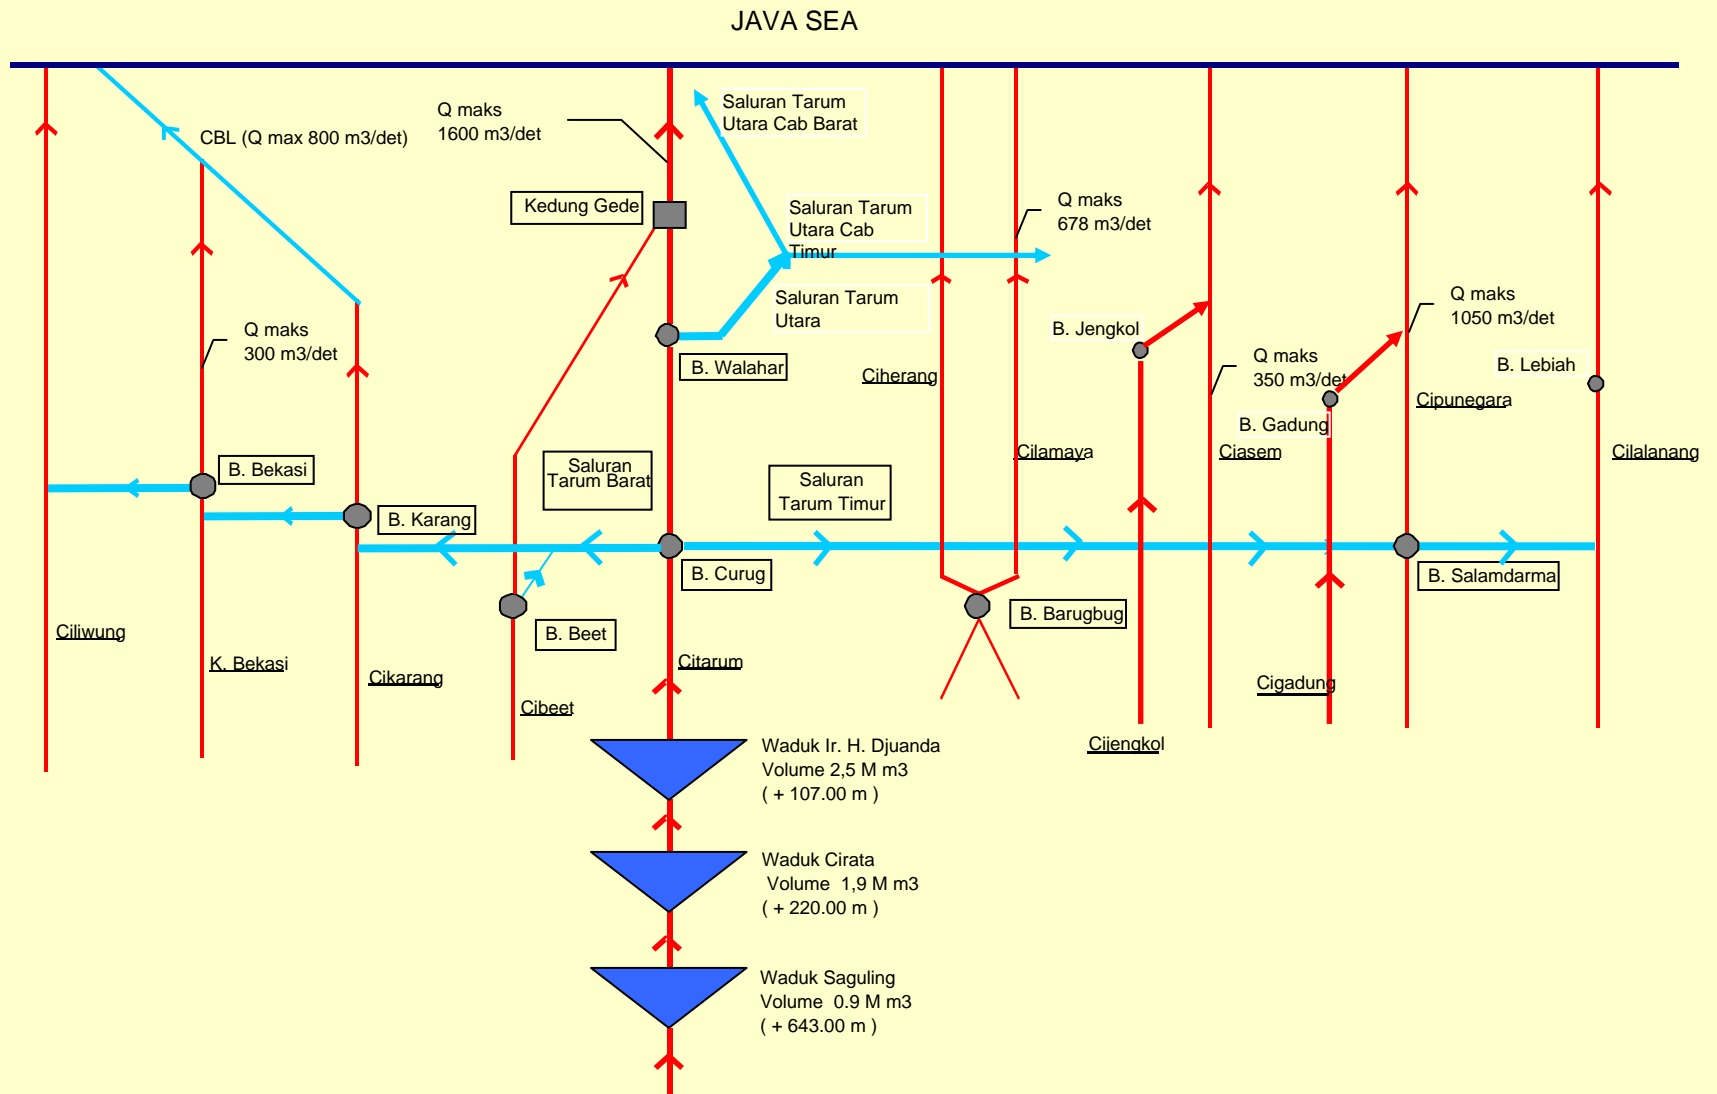 JAVA SEA
Q maks
1600 m3/det
CBL (Q max 800 m3/det)
Saluran Tarum
Utara Cab Barat
Kedung Gede
Saluran Tarum
Utara Cab
Timur
Q maks
678 m3/det
Saluran Tarum
Utara
Q maks
300 m3/det
B. Jengkol
Q maks
1050 m3/det
B. Walahar
Ciherang
Q maks
350 m3/det
B. Lebiah
Cipunegara
B. Gadung
B. Bekasi
Saluran
Tarum Barat
Saluran
Tarum Timur
Cilamaya
Ciasem
Cilalanang
B. Karang
B. Curug
B. Salamdarma
B. Beet
B. Barugbug
Ciliwung
K. Bekasi
Cikarang
Cibeet
Citarum
Cigadung
Cijengkol
Waduk Ir. H. Djuanda
Volume 2,5 M m3
( + 107.00 m )
Waduk Cirata
Volume 1,9 M m3
( + 220.00 m )
Waduk Saguling
Volume 0.9 M m3
( + 643.00 m )